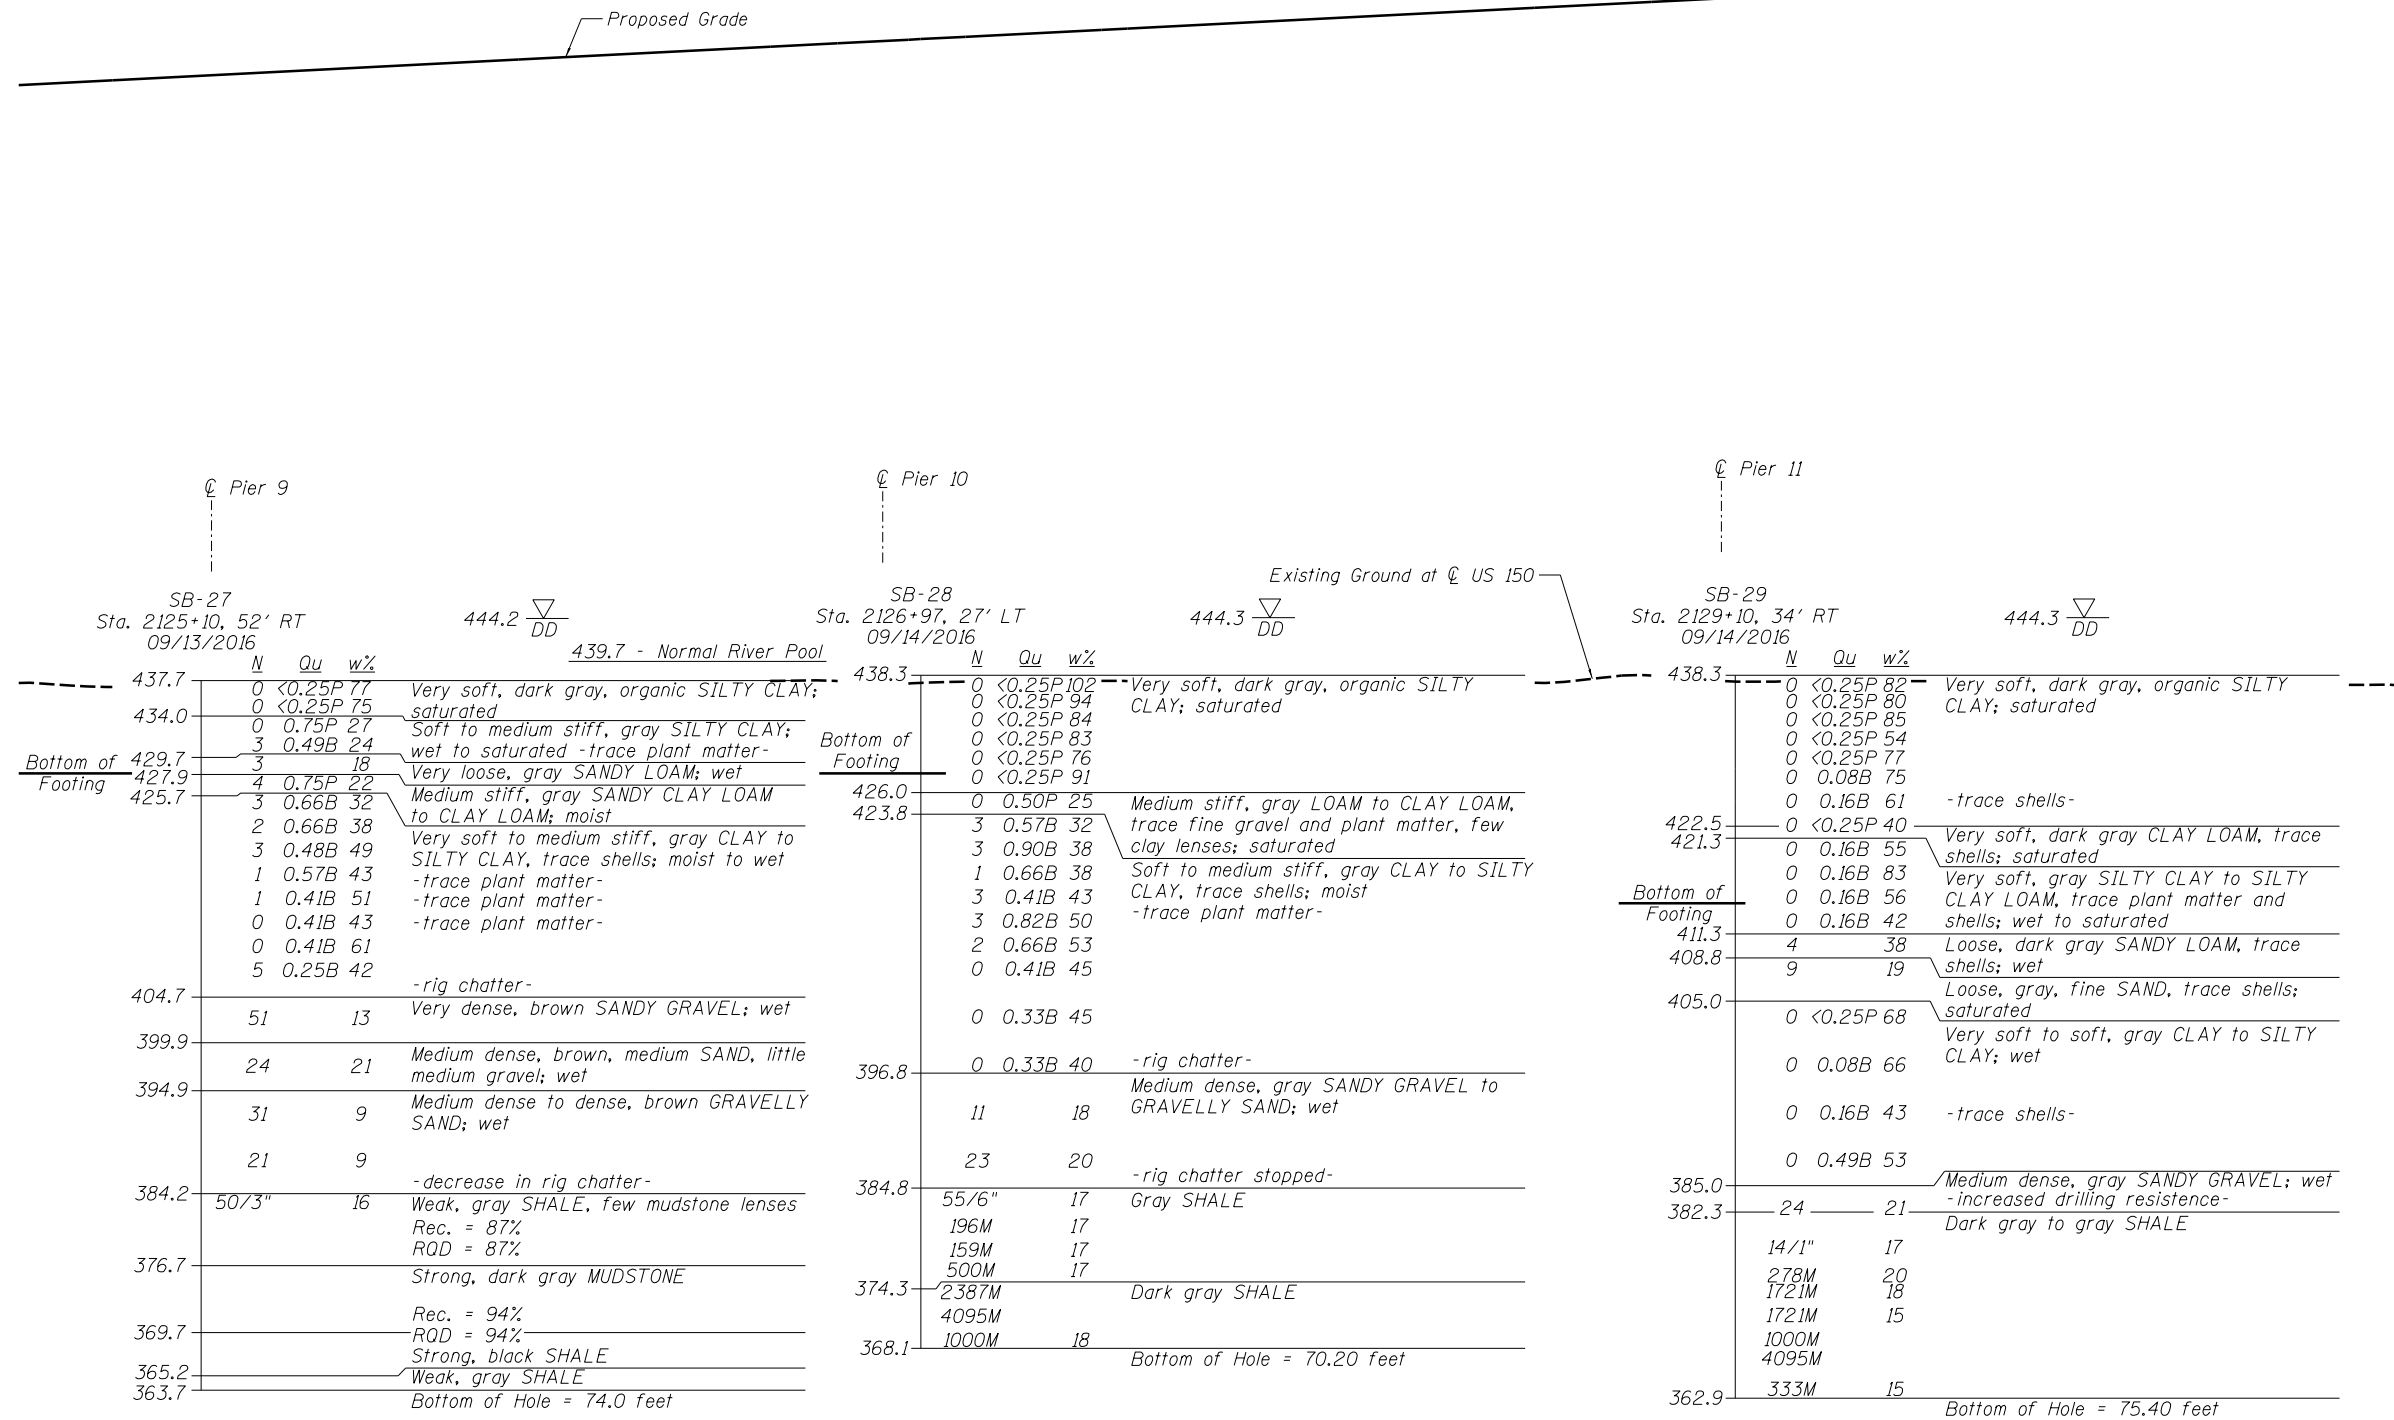 Proposed Grade
℄ Pier 9
℄ Pier 10
℄ Pier 11
Existing Ground at ℄ US 150
SB-27
Sta. 2125+10, 52' RT
09/13/2016
444.2
DD
439.7 - Normal River Pool
N Qu w%
437.7
0 <0.25P 77 Very soft, dark gray, organic SILTY CLAY;
0 <0.25P 75 saturated
434.0
0 0.75P 27 Soft to medium stiff, gray SILTY CLAY;
3 0.49B 24 wet to saturated -trace plant matter-
429.7
Bottom of
Footing
3 18 Very loose, gray SANDY LOAM; wet
427.9
4 0.75P 22 Medium stiff, gray SANDY CLAY LOAM
425.7
3 0.66B 32 to CLAY LOAM; moist
2 0.66B 38 Very soft to medium stiff, gray CLAY to
3 0.48B 49 SILTY CLAY, trace shells; moist to wet
1 0.57B 43 -trace plant matter-
1 0.41B 51 -trace plant matter-
0 0.41B 43 -trace plant matter-
0 0.41B 61
5 0.25B 42
-rig chatter-
404.7
Very dense, brown SANDY GRAVEL; wet
51 13
399.9
Medium dense, brown, medium SAND, little
24 21
medium gravel; wet
394.9
Medium dense to dense, brown GRAVELLY
31 9
SAND; wet
21 9
-decrease in rig chatter-
384.2
50/3" 16 Weak, gray SHALE, few mudstone lenses
Rec. = 87%
RQD = 87%
376.7
Strong, dark gray MUDSTONE
Rec. = 94%
369.7
RQD = 94%
Strong, black SHALE
365.2
Weak, gray SHALE
363.7
Bottom of Hole = 74.0 feet
SB-28
Sta. 2126+97, 27' LT
09/14/2016
444.3
DD
N Qu w%
438.3
0 <0.25P 102 Very soft, dark gray, organic SILTY
0 <0.25P 94 CLAY; saturated
0 <0.25P 84
0 <0.25P 83
Bottom of
Footing
0 <0.25P 76
0 <0.25P 91
426.0
0 0.50P 25 Medium stiff, gray LOAM to CLAY LOAM,
423.8
3 0.57B 32 trace fine gravel and plant matter, few
3 0.90B 38 clay lenses; saturated
1 0.66B 38 Soft to medium stiff, gray CLAY to SILTY
3 0.41B 43 CLAY, trace shells; moist
3 0.82B 50 -trace plant matter-
2 0.66B 53
0 0.41B 45
0 0.33B 45
0 0.33B 40 -rig chatter-
396.8
Medium dense, gray SANDY GRAVEL to
11 18 GRAVELLY SAND; wet
23 20
-rig chatter stopped-
384.8
55/6" 17 Gray SHALE
196M 17
159M 17
500M 17
374.3
2387M Dark gray SHALE
4095M
1000M 18
368.1
Bottom of Hole = 70.20 feet
SB-29
Sta. 2129+10, 34' RT
09/14/2016
444.3
DD
N Qu w%
438.3
0 <0.25P 82 Very soft, dark gray, organic SILTY
0 <0.25P 80 CLAY; saturated
0 <0.25P 85
0 <0.25P 54
0 <0.25P 77
0 0.08B 75
0 0.16B 61 -trace shells-
422.5
0 <0.25P 40 Very soft, dark gray CLAY LOAM, trace
421.3
0 0.16B 55 shells; saturated
0 0.16B 83 Very soft, gray SILTY CLAY to SILTY
Bottom of
Footing
0 0.16B 56 CLAY LOAM, trace plant matter and
0 0.16B 42 shells; wet to saturated
411.3
4 38 Loose, dark gray SANDY LOAM, trace
408.8
9 19 shells; wet
Loose, gray, fine SAND, trace shells;
405.0
saturated
0 <0.25P 68
Very soft to soft, gray CLAY to SILTY
0 0.08B 66 CLAY; wet
0 0.16B 43 -trace shells-
0 0.49B 53
385.0
Medium dense, gray SANDY GRAVEL; wet
-increased drilling resistence-
382.3
24 21
Dark gray to gray SHALE
14/1" 17
278M 20
1721M 18
1721M 15
1000M
4095M
333M 15
362.9
Bottom of Hole = 75.40 feet